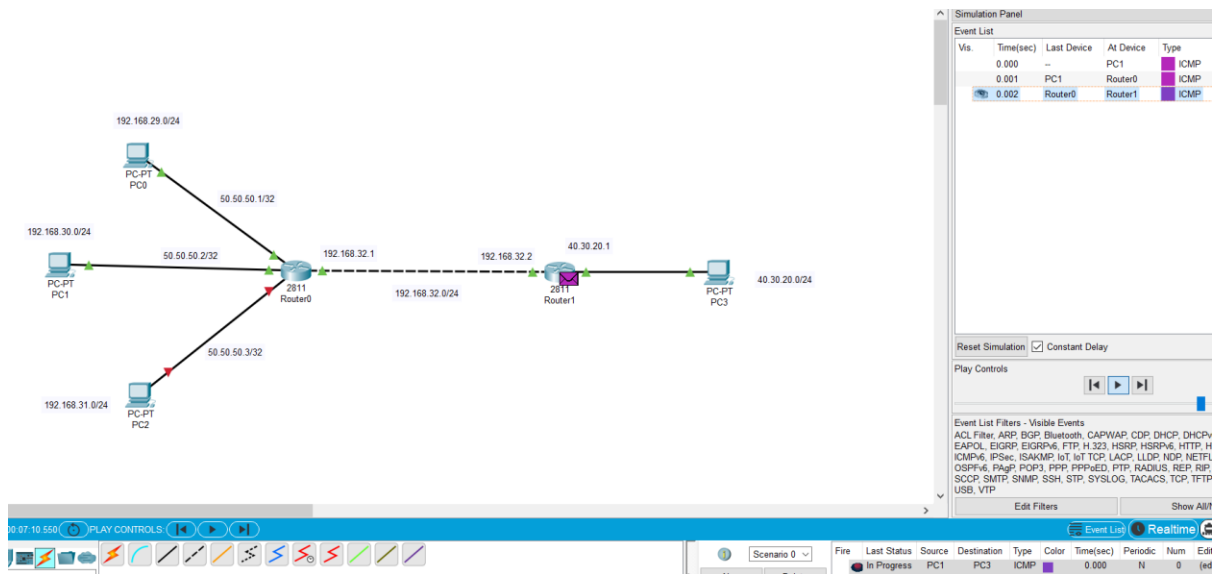 192.168.29.0/24
PC-PT
PC0
50.50.50.1/32
192.168.30.0/24
PC-PT
PC1
50.50.50.2/32
192.168.32.1
2811
Router0
192.168.32.0/24
192.168.32.2
40.30.20.1
2811
Router1
PC-PT
PC3
40.30.20.0/24
50.50.50.3/32
192.168.31.0/24
PC-PT
PC2
Simulation Panel
Event List
Vis. Time(sec) Last Device At Device Type
0.000 -- PC1 ICMP
0.001 PC1 Router0 ICMP
0.002 Router0 Router1 ICMP
Reset Simulation Constant Delay
Play Controls
Event List Filters - Visible Events
ACL Filter, ARP, BGP, Bluetooth, CAPWAP, CDP, DHCP, DHCPv
EAPOL, EIGRP, EIGRPv6, FTP, H.323, HSRP, HSRPv6, HTTP, H
ICMPv6, IPSec, ISAKMP, IoT, IoT TCP, LACP, LLDP, NDP, NETFL
OSPFv6, PAgP, POP3, PPP, PPPoED, PTP, RADIUS, REP, RIP,
SCCP, SMTP, SNMP, SSH, STP, SYSLOG, TACACS, TCP, TFTP
USB, VTP
Edit Filters Show All/N
00:07:10.550 PLAY CONTROLS: Event List Realtime
Scenario 0
Fire Last Status Source Destination Type Color Time(sec) Periodic Num Edit
In Progress PC1 PC3 ICMP 0.000 N 0 (ed